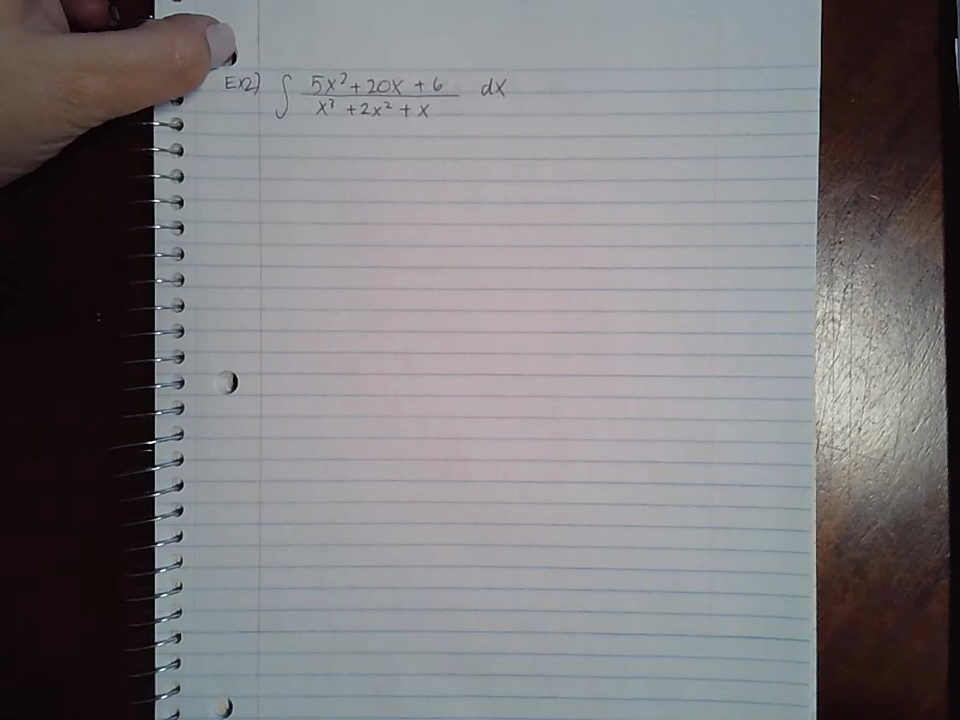 Ex2) ∫ (5x² + 20x + 6)/(x³ + 2x² + x) dx